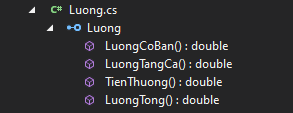 C# Luong.cs
Luong
LuongCoBan() : double
LuongTangCa() : double
TienThuong() : double
LuongTong() : double